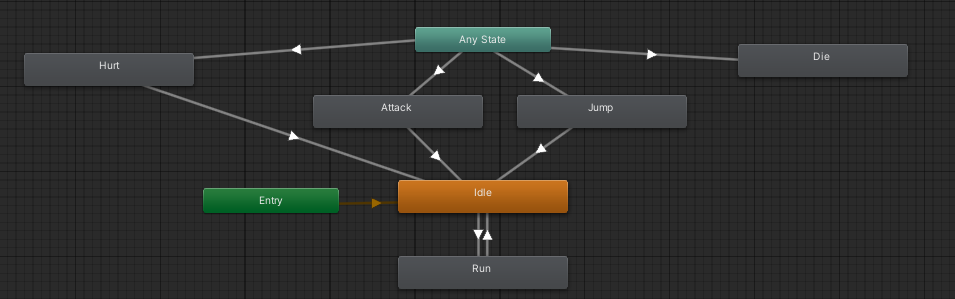 Any State
Hurt
Die
Attack
Jump
Idle
Entry
Run